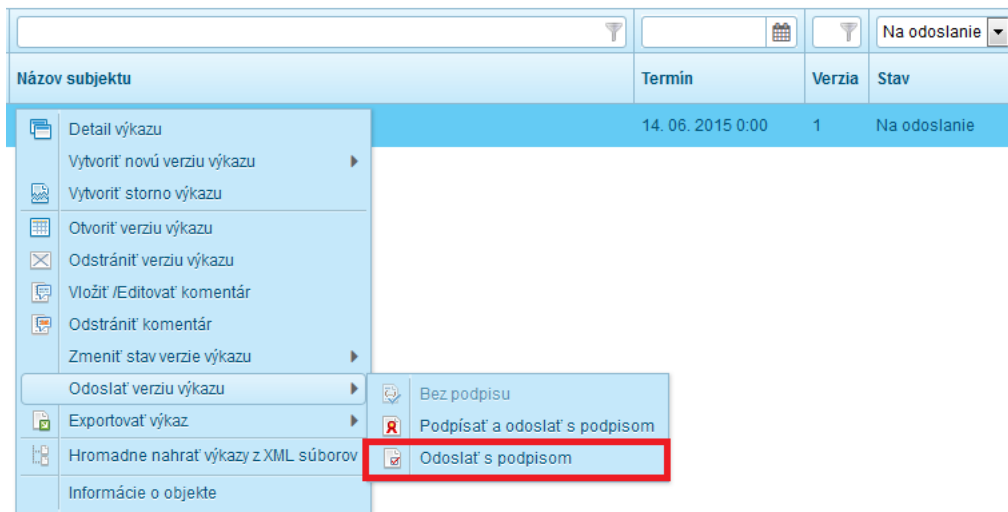 Na odoslanie
Názov subjektu Termín Verzia Stav
14. 06. 2015 0:00 1 Na odoslanie
Detail výkazu
Vytvoriť novú verziu výkazu
Vytvoriť storno výkazu
Otvoriť verziu výkazu
Odstrániť verziu výkazu
Vložiť /Editovať komentár
Odstrániť komentár
Zmeniť stav verzie výkazu
Odoslať verziu výkazu
Bez podpisu
Exportovať výkaz
Podpísať a odoslať s podpisom
Hromadne nahrať výkazy z XML súborov
Odoslať s podpisom
Informácie o objekte